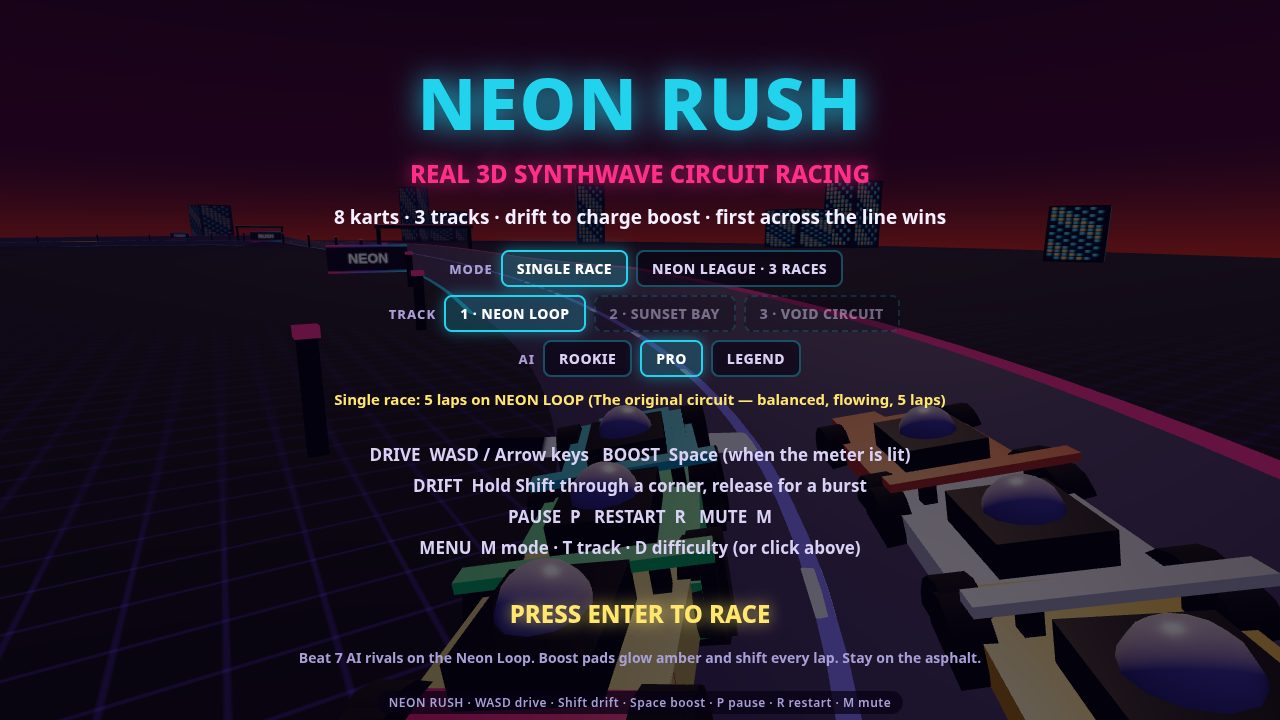 NEON RUSH
REAL 3D SYNTHWAVE CIRCUIT RACING
8 karts · 3 tracks · drift to charge boost · first across the line wins
RUSH
NEON
MODE SINGLE RACE NEON LEAGUE · 3 RACES
TRACK 1 · NEON LOOP 2 · SUNSET BAY 3 · VOID CIRCUIT
AI ROOKIE PRO LEGEND
Single race: 5 laps on NEON LOOP (The original circuit — balanced, flowing, 5 laps)
DRIVE WASD / Arrow keys BOOST Space (when the meter is lit)
DRIFT Hold Shift through a corner, release for a burst
PAUSE P RESTART R MUTE M
MENU M mode · T track · D difficulty (or click above)
PRESS ENTER TO RACE
Beat 7 AI rivals on the Neon Loop. Boost pads glow amber and shift every lap. Stay on the asphalt.
NEON RUSH · WASD drive · Shift drift · Space boost · P pause · R restart · M mute